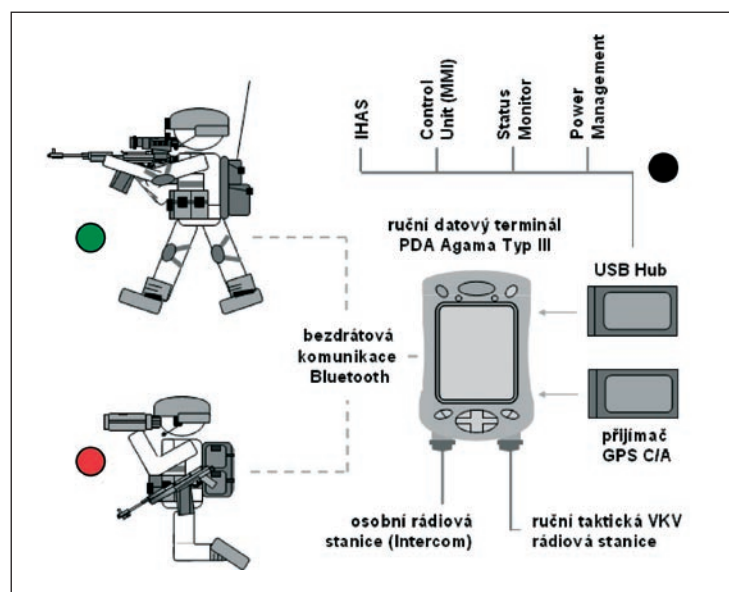 IHAS
Control
Unit (MMI)
Status
Monitor
Power
Management
ruční datový terminál
PDA Agama Typ III
USB Hub
bezdrátová
komunikace
Bluetooth
přijímač
GPS C/A
osobní rádiová
stanice (Intercom)
ruční taktická VKV
rádiová stanice